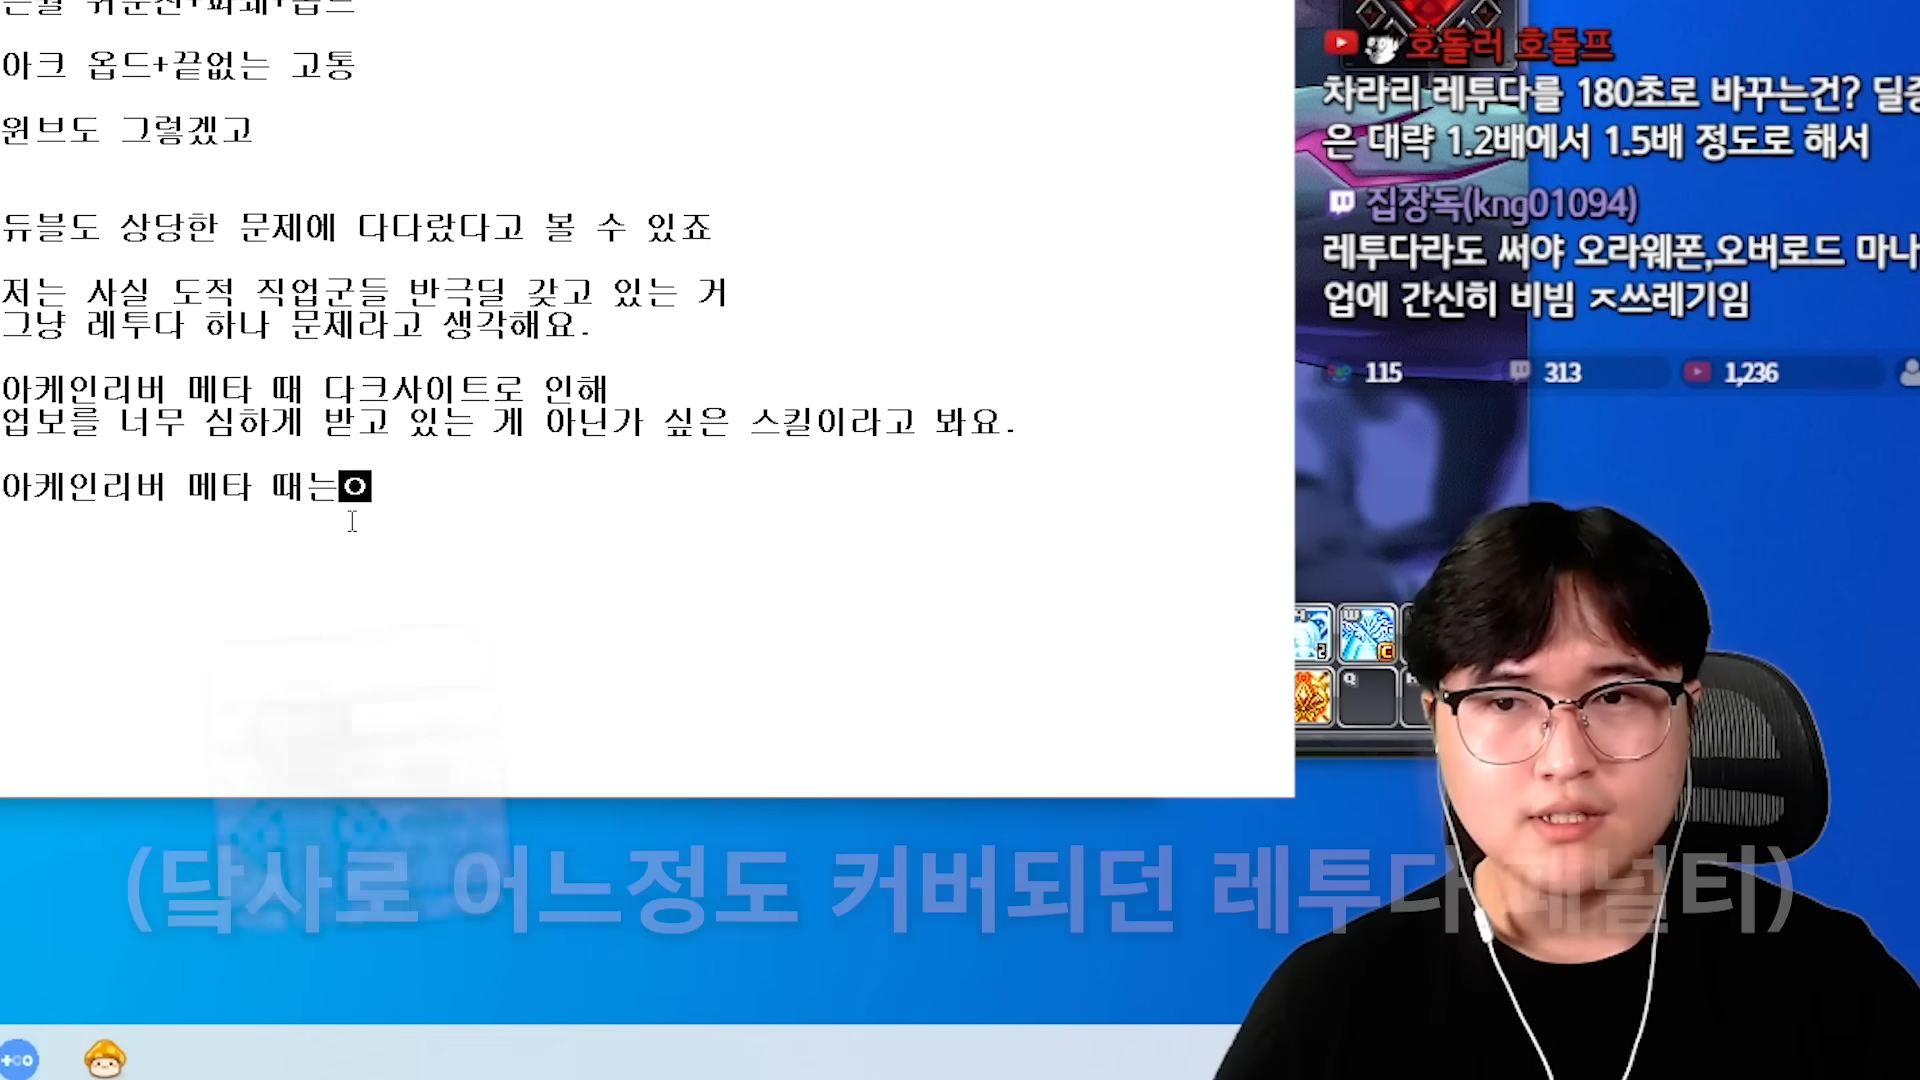 아크 옵드+끝없는 고통
윈브도 그렇겠고
듀블도 상당한 문제에 다다랐다고 볼 수 있죠
저는 사실 도적 직업군들 반극딜 갖고 있는 거
그냥 레투다 하나 문제라고 생각해요.
아케인리버 메타 때 다크사이트로 인해
업보를 너무 심하게 받고 있는 게 아닌가 싶은 스킬이라고 봐요.
아케인리버 메타 때는ㅇ
호돌러 호돌프
차라리 레투다를 180초로 바꾸는건? 딜증
은 대략 1.2배에서 1.5배 정도로 해서
집장독(kng01094)
레투다라도 써야 오라웨폰,오버로드 마나
업에 간신히 비빔 ㅈ쓰레기임
115 313 1,236
W
C
Q
(닼사로 어느정도 커버되던 레투다 패널티)